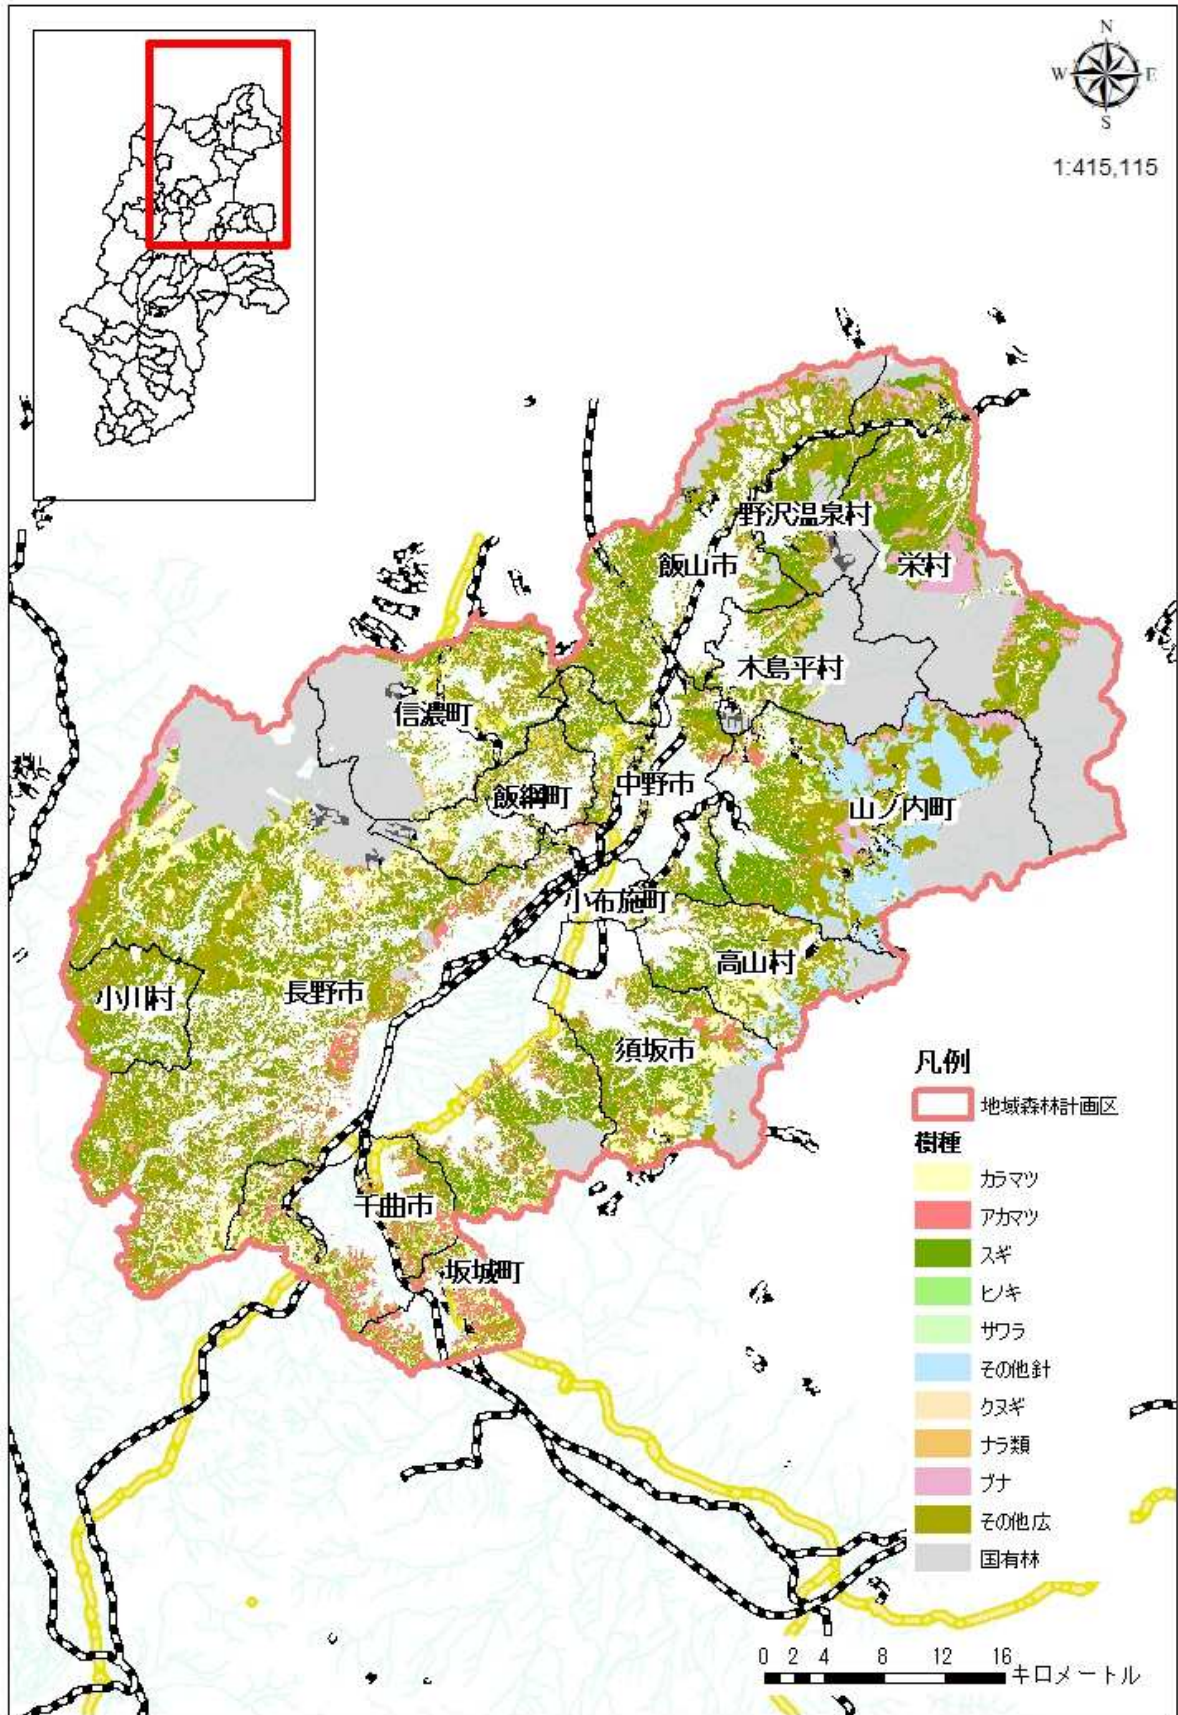 N
W E
S
1:415,115
野沢温泉村
飯山市
栄村
木島平村
信濃町
飯綱町
中野市
山ノ内町
小布施町
高山村
小川村
長野市
須坂市
千曲市
坂城町
凡例
地域森林計画区
樹種
カラマツ
アカマツ
スギ
ヒノキ
サワラ
その他針
クヌギ
ナラ類
ブナ
その他広
国有林
0 2 4 8 12 16
キロメートル